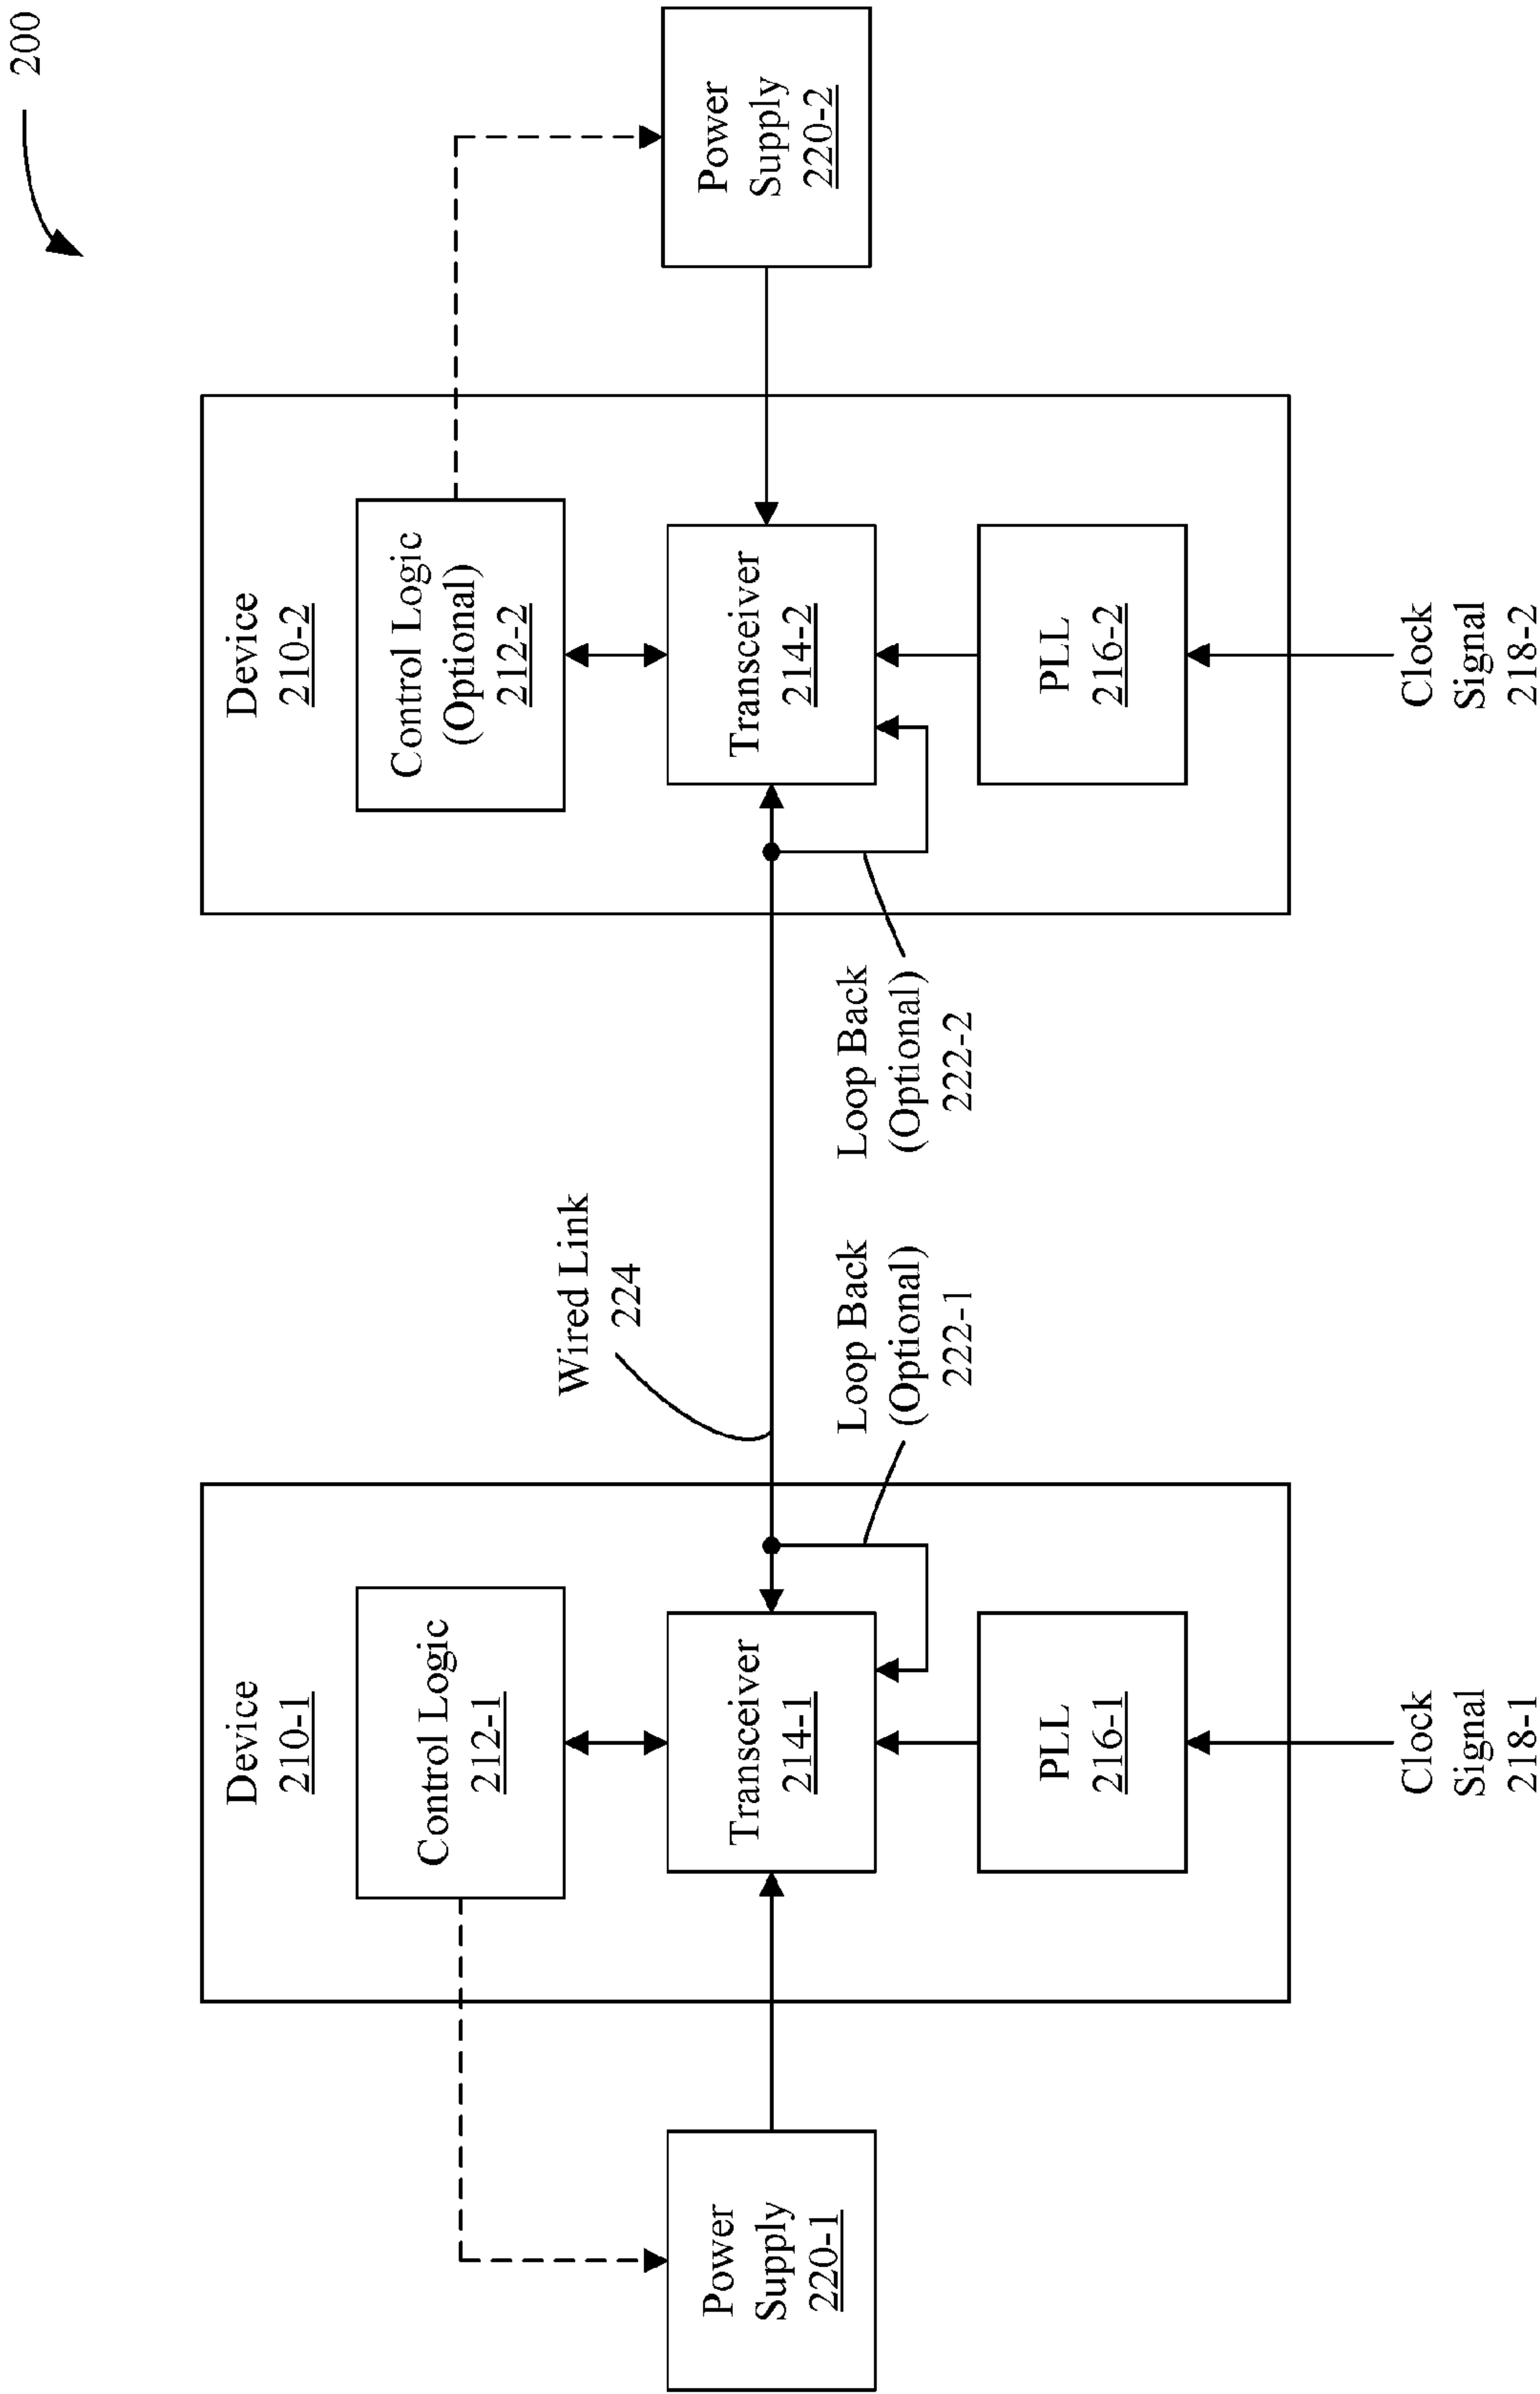 200
Device
210-1
Control Logic
212-1
Transceiver
214-1
PLL
216-1
Clock
Signal
218-1
Power
Supply
220-1
Wired Link
224
Loop Back
(Optional)
222-1
Loop Back
(Optional)
222-2
Device
210-2
Control Logic
(Optional)
212-2
Transceiver
214-2
PLL
216-2
Clock
Signal
218-2
Power
Supply
220-2